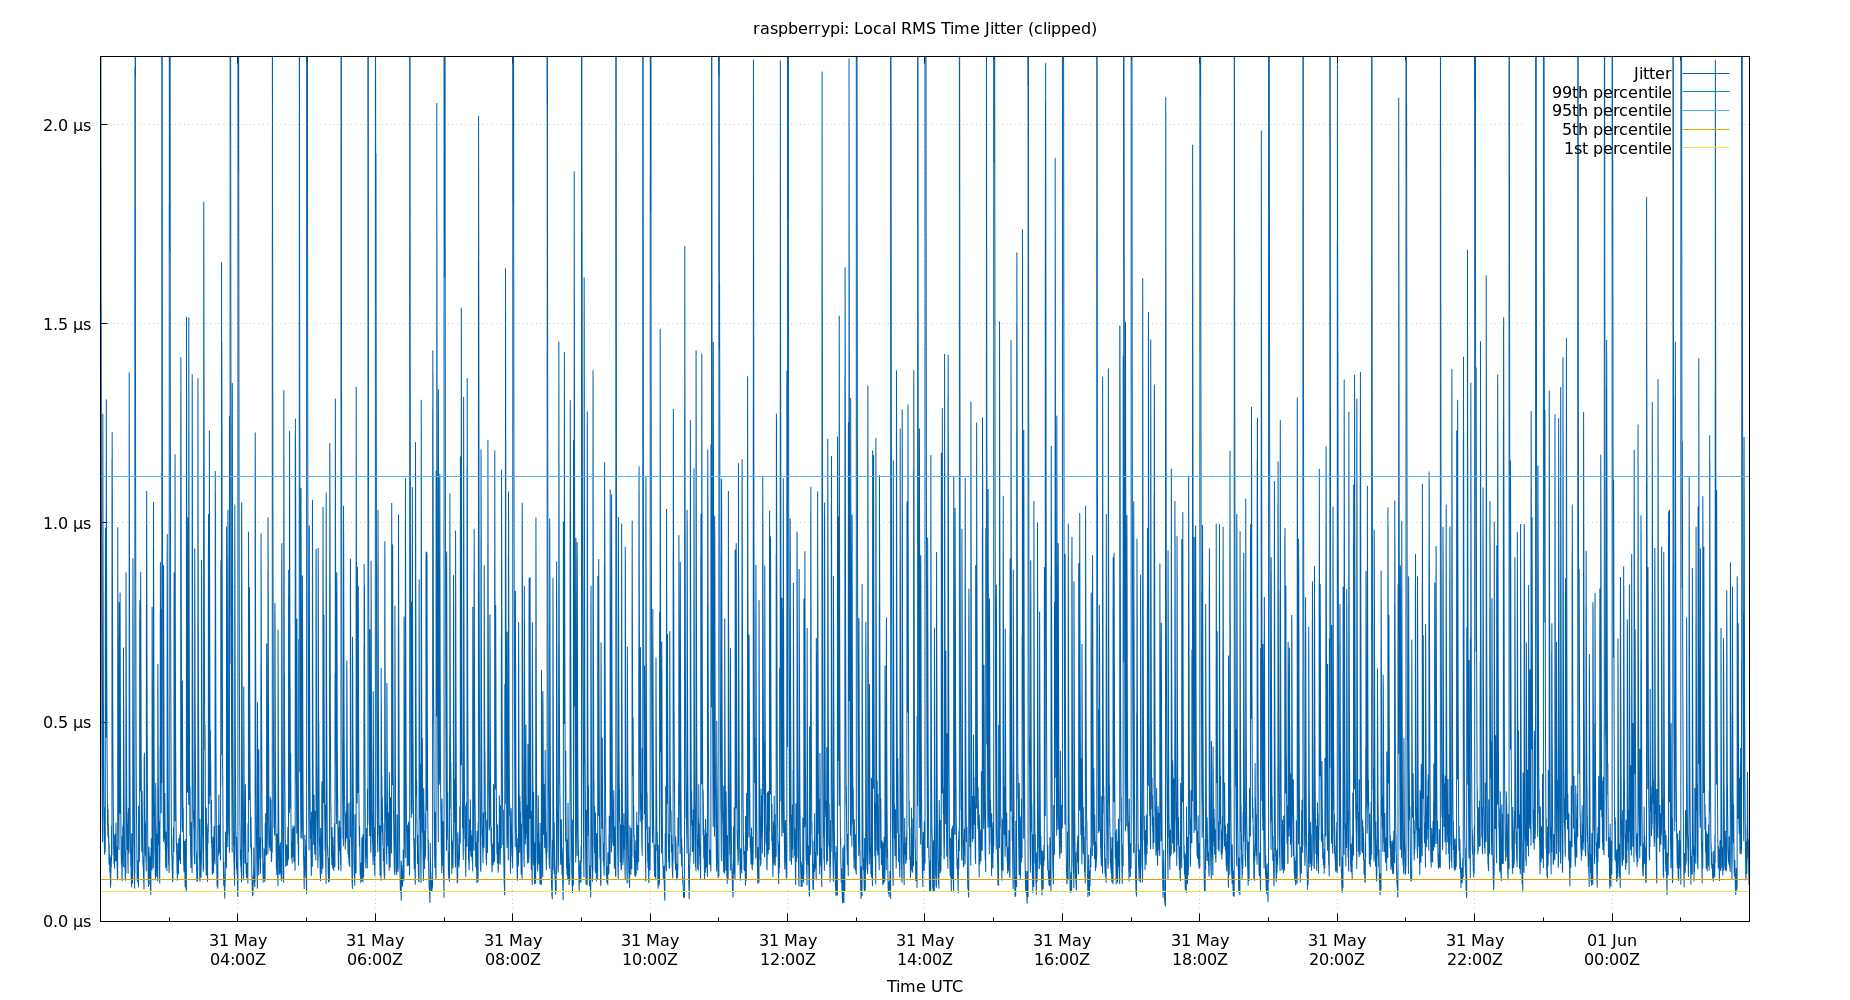 raspberrypi: Local RMS Time Jitter (clipped)
Jitter
99th percentile
95th percentile
5th percentile
1st percentile
2.0 µs
1.5 µs
1.0 µs
0.5 µs
0.0 µs
31 May 31 May 31 May 31 May 31 May 31 May 31 May 31 May 31 May 31 May 01 Jun
04:00Z 06:00Z 08:00Z 10:00Z 12:00Z 14:00Z 16:00Z 18:00Z 20:00Z 22:00Z 00:00Z
Time UTC